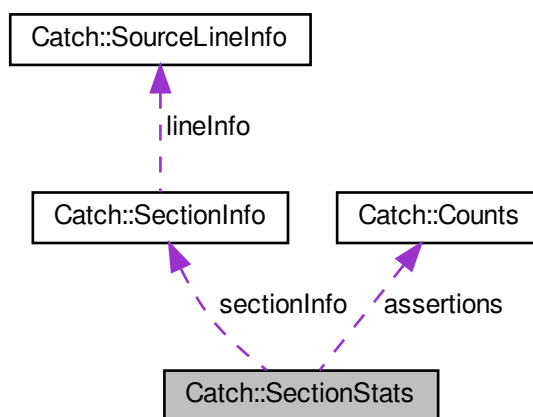 Catch::SourceLineInfo
lineInfo
Catch::SectionInfo
Catch::Counts
sectionInfo
assertions
Catch::SectionStats